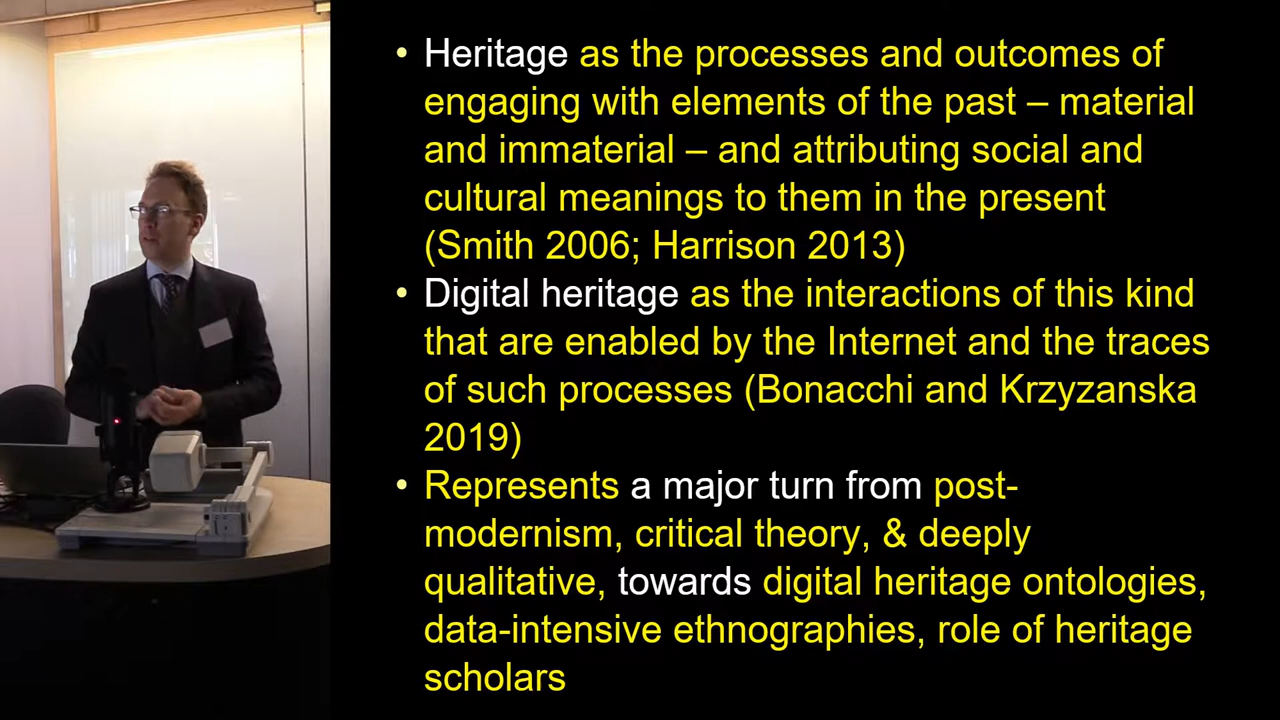 • Heritage as the processes and outcomes of
engaging with elements of the past – material
and immaterial – and attributing social and
cultural meanings to them in the present
(Smith 2006; Harrison 2013)
• Digital heritage as the interactions of this kind
that are enabled by the Internet and the traces
of such processes (Bonacchi and Krzyzanska
2019)
• Represents a major turn from post-
modernism, critical theory, & deeply
qualitative, towards digital heritage ontologies,
data-intensive ethnographies, role of heritage
scholars